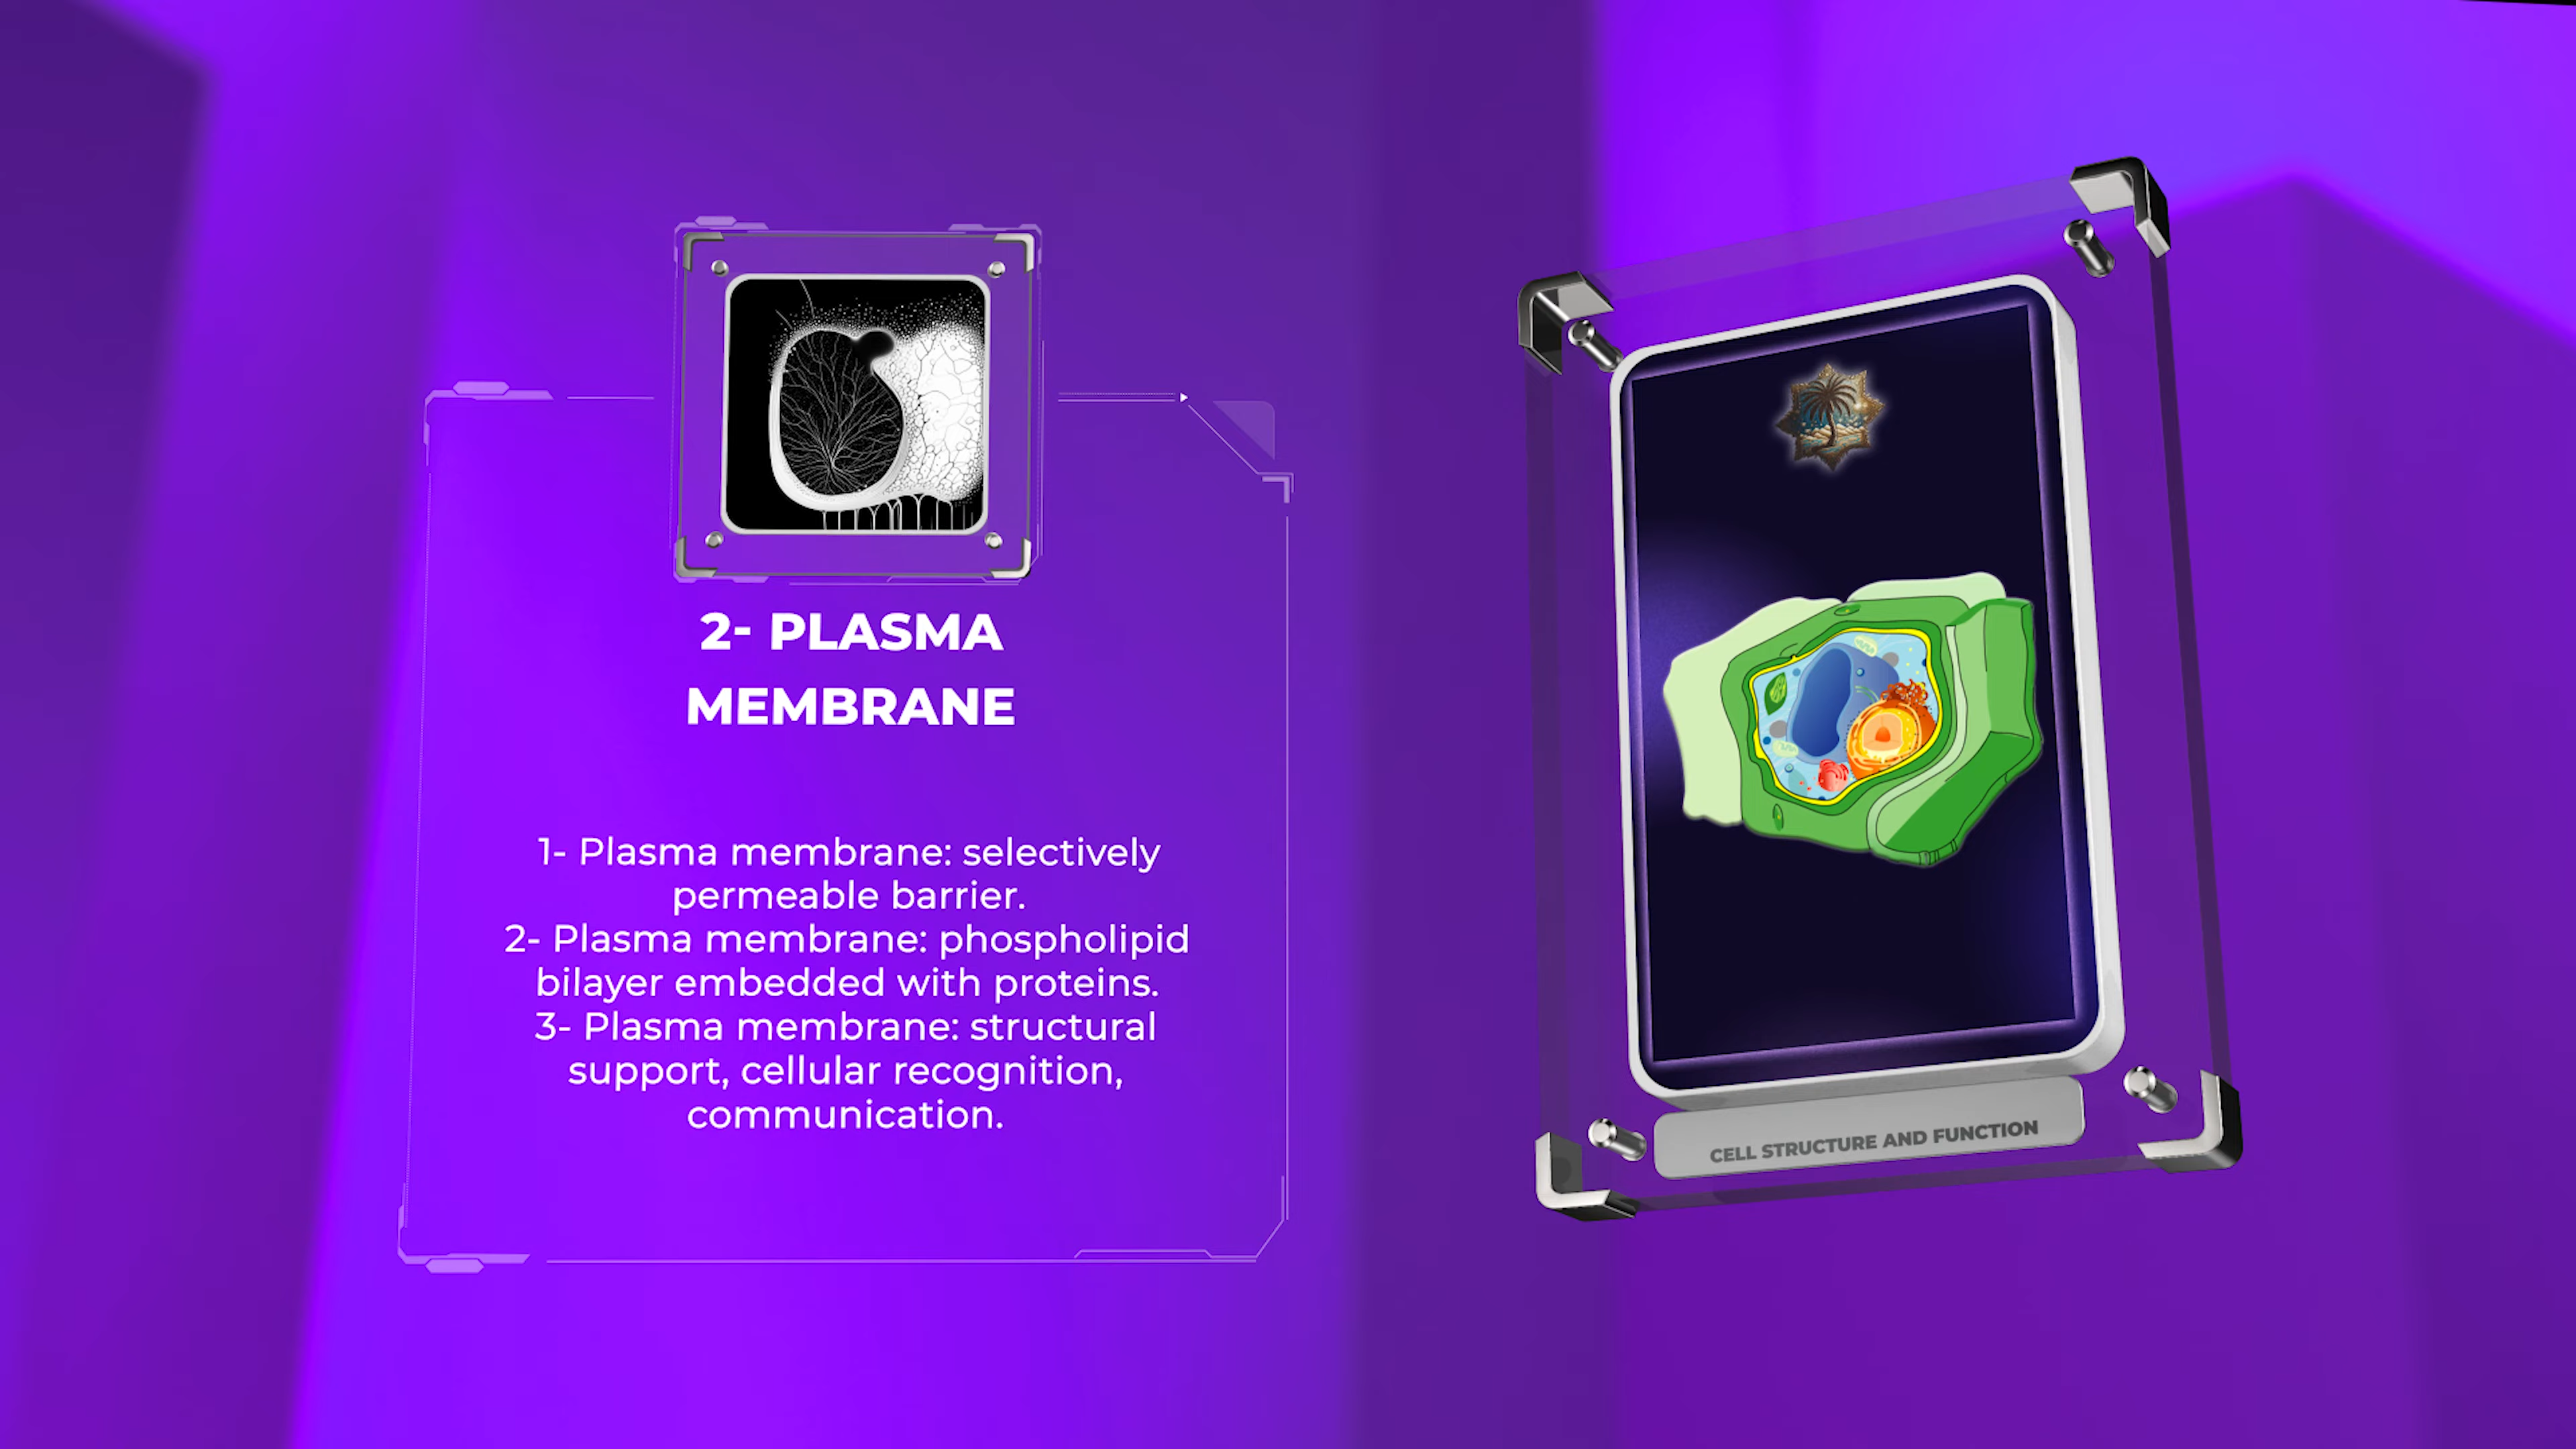 2- PLASMA
MEMBRANE
1- Plasma membrane: selectively
permeable barrier.
2- Plasma membrane: phospholipid
bilayer embedded with proteins.
3- Plasma membrane: structural
support, cellular recognition,
communication.
CELL STRUCTURE AND FUNCTION